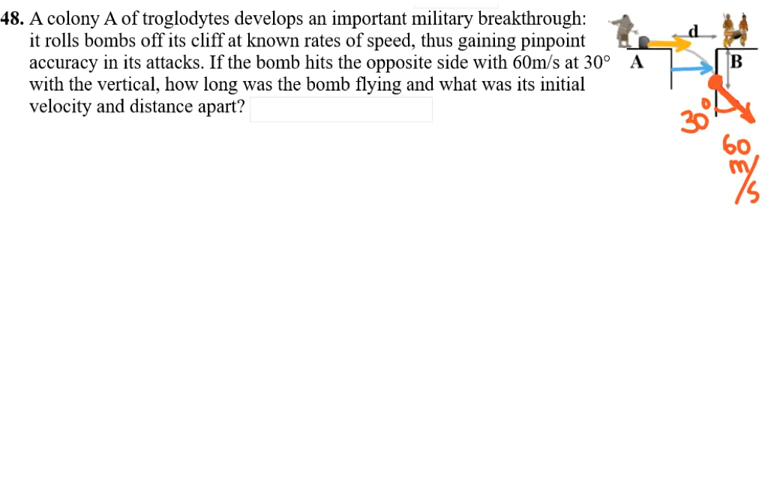 48. A colony A of troglodytes develops an important military breakthrough:
it rolls bombs off its cliff at known rates of speed, thus gaining pinpoint
accuracy in its attacks. If the bomb hits the opposite side with 60m/s at 30°
with the vertical, how long was the bomb flying and what was its initial
velocity and distance apart?
d
A
B
30°
60
m/s